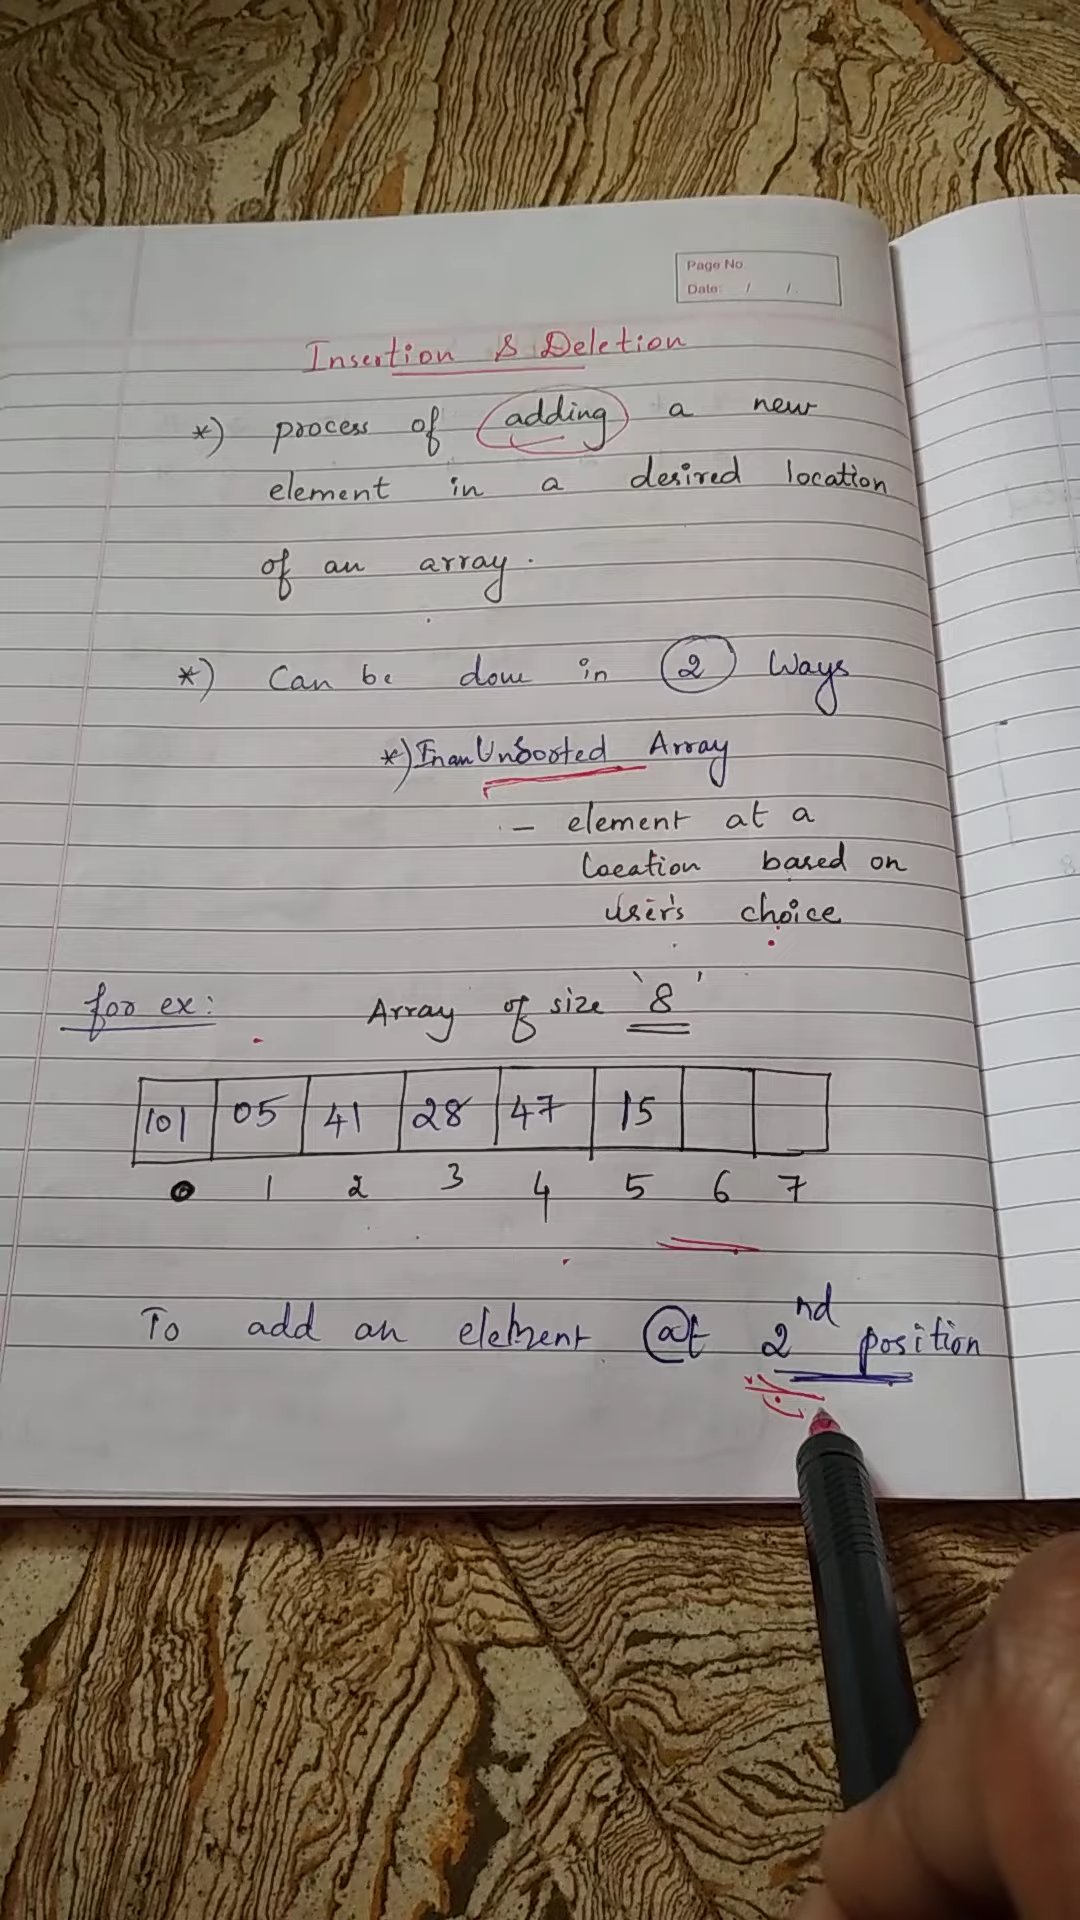 Page No.
Date: / /
Insertion & Deletion
*) process of adding a new
element in a desired location
of an array.
*) Can be done in 2 Ways
*) In an Unsorted Array
- element at a
location based on
user's choice
for ex: Array of size '8'
101 05 41 28 47 15
0 1 2 3 4 5 6 7
To add an element @t 2nd position